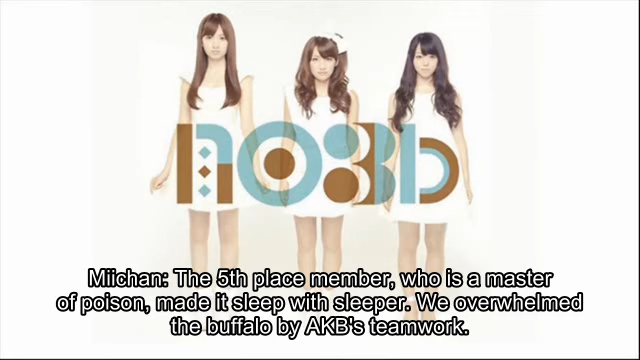 no3b
Miichan: The 5th place member, who is a master
of poison, made it sleep with sleeper. We overwhelmed
the buffalo by AKB's teamwork.